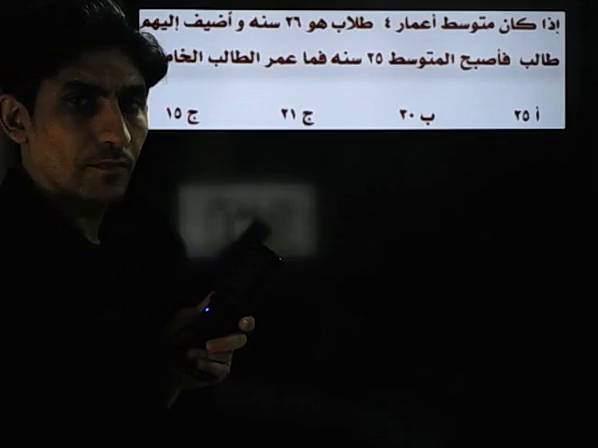 إذا كان متوسط أعمار ٤ طلاب هو ٢٦ سنه و أضيف إليهم
طالب فأصبح المتوسط ٢٥ سنه فما عمر الطالب الخام
أ ٢٥ ب ٢٠ ج ٢١ ج ١٥